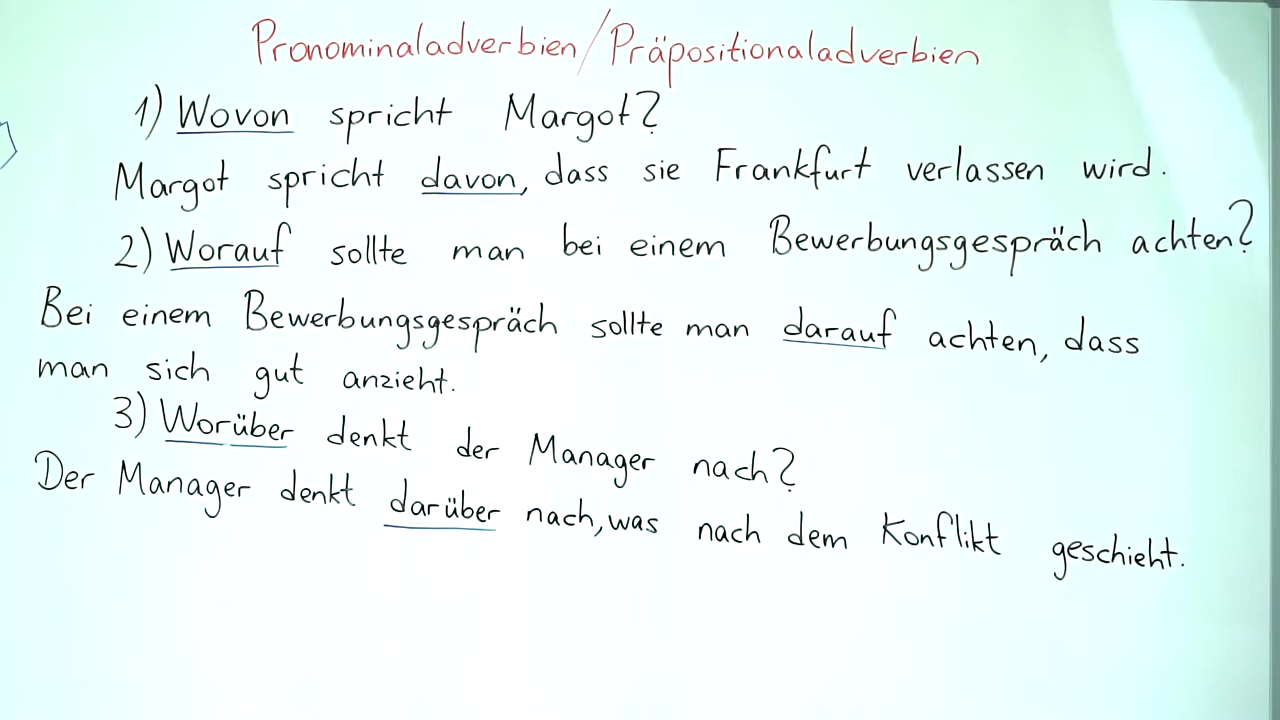 Pronominaladverbien/Präpositionaladverbien
1) Wovon spricht Margot?
Margot spricht davon, dass sie Frankfurt verlassen wird.
2) Worauf sollte man bei einem Bewerbungsgespräch achten?
Bei einem Bewerbungsgespräch sollte man darauf achten, dass
man sich gut anzieht.
3) Worüber denkt der Manager nach?
Der Manager denkt darüber nach, was nach dem Konflikt geschieht.